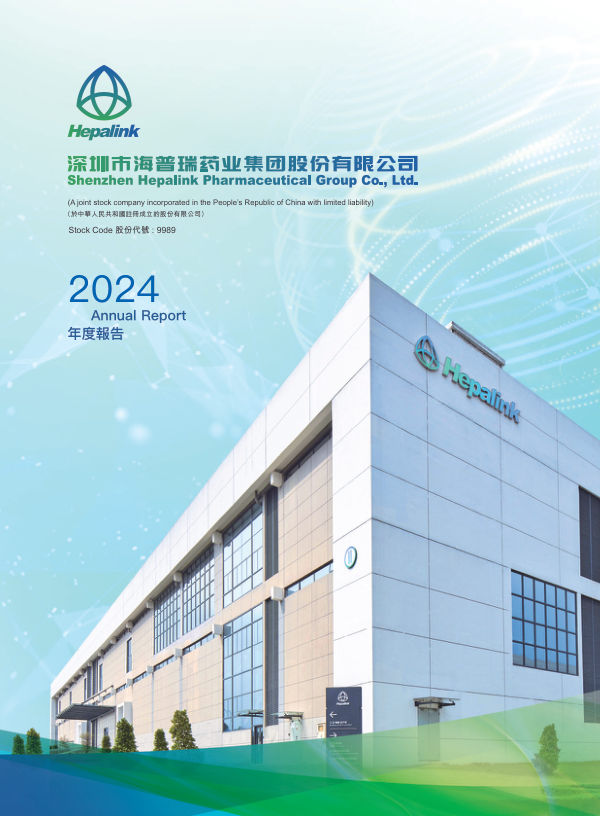 Hepalink
深圳市海普瑞药业集团股份有限公司
Shenzhen Hepalink Pharmaceutical Group Co., Ltd.
(A joint stock company incorporated in the People's Republic of China with limited liability)
(於中華人民共和國註冊成立的股份有限公司)
Stock Code 股份代號 : 9989
2024
Annual Report
年度報告
Hepalink
Hepalink